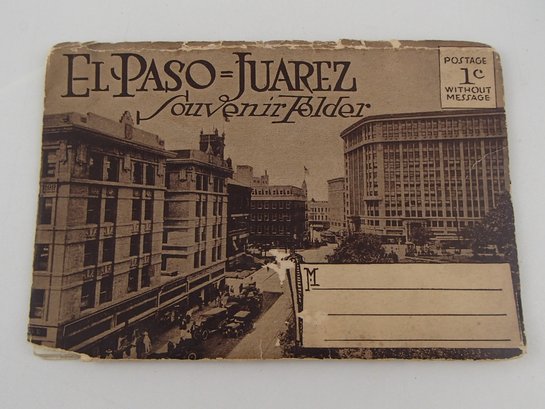 EL PASO = JUAREZ
Souvenir Folder
POSTAGE
1c
WITHOUT
MESSAGE
M